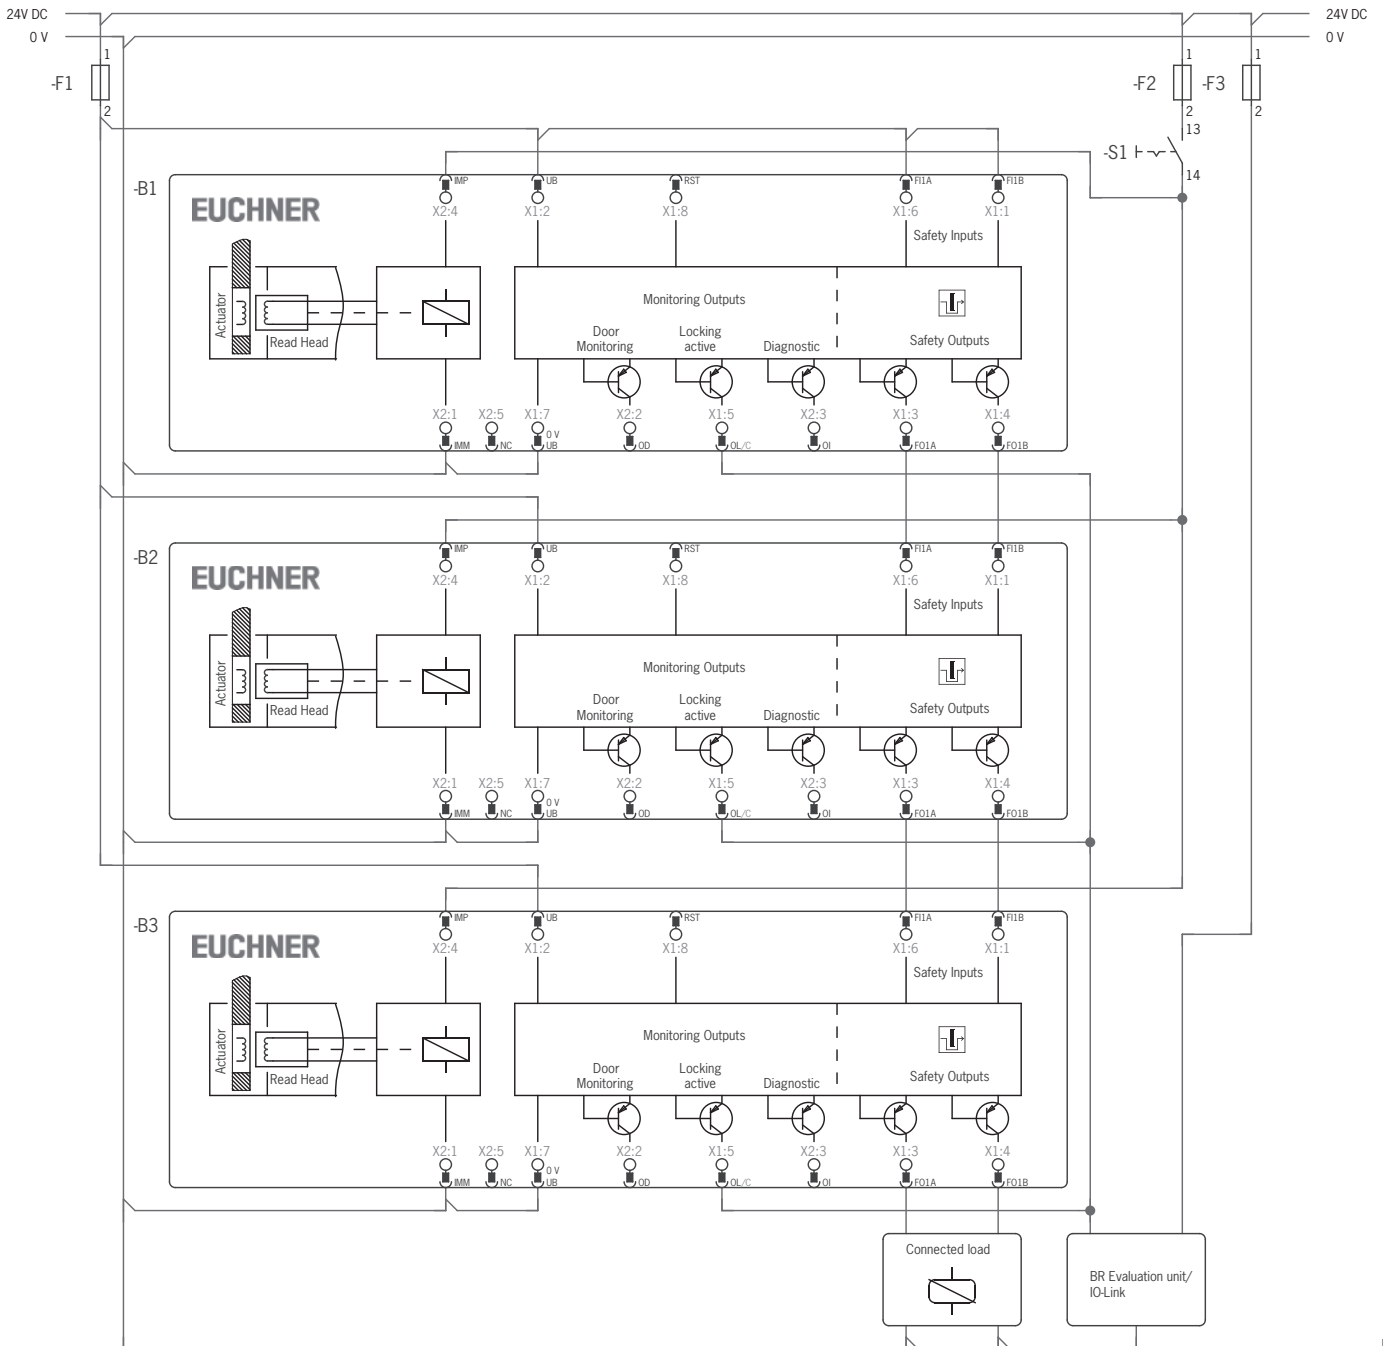 24V DC
24V DC
0 V
0 V
1
1
1
-F1
-F2
-F3
2
2
2
13
-S1
14
-B1
IMP
UB
RST
FI1A
FI1B
EUCHNER
X2:4
X1:2
X1:8
X1:6
X1:1
Safety Inputs
Actuator
Monitoring Outputs
Read Head
Door
Monitoring
Locking
active
Diagnostic
Safety Outputs
X2:1
X2:5
X1:7
X2:2
X1:5
X2:3
X1:3
X1:4
IMM
NC
0 V
UB
OD
OL/C
OI
FO1A
FO1B
-B2
IMP
UB
RST
FI1A
FI1B
EUCHNER
X2:4
X1:2
X1:8
X1:6
X1:1
Safety Inputs
Actuator
Monitoring Outputs
Read Head
Door
Monitoring
Locking
active
Diagnostic
Safety Outputs
X2:1
X2:5
X1:7
X2:2
X1:5
X2:3
X1:3
X1:4
IMM
NC
0 V
UB
OD
OL/C
OI
FO1A
FO1B
-B3
IMP
UB
RST
FI1A
FI1B
EUCHNER
X2:4
X1:2
X1:8
X1:6
X1:1
Safety Inputs
Actuator
Monitoring Outputs
Read Head
Door
Monitoring
Locking
active
Diagnostic
Safety Outputs
X2:1
X2:5
X1:7
X2:2
X1:5
X2:3
X1:3
X1:4
IMM
NC
0 V
UB
OD
OL/C
OI
FO1A
FO1B
Connected load
BR Evaluation unit/
IO-Link